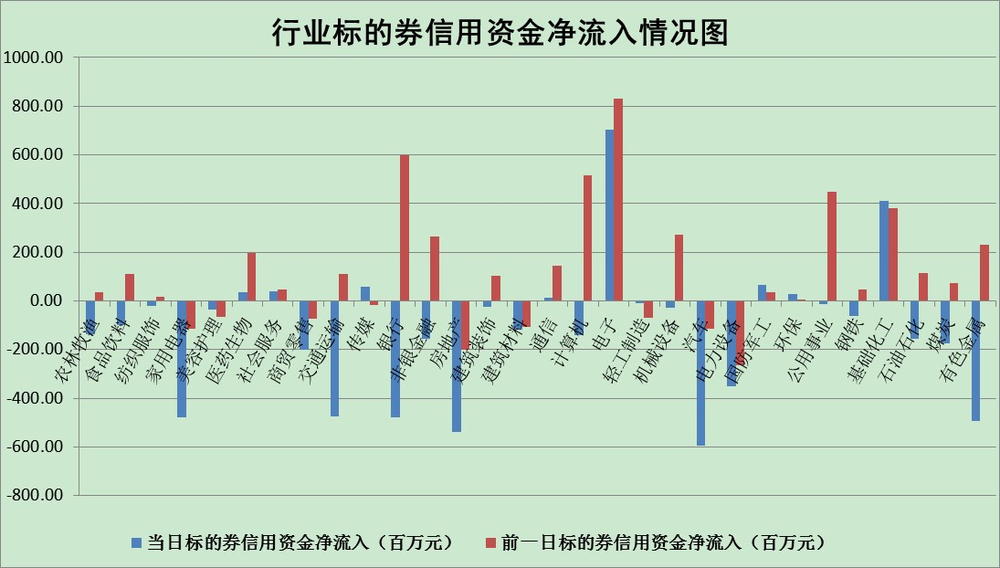 行业标的券信用资金净流入情况图
1000.00
800.00
600.00
400.00
200.00
0.00
-200.00
-400.00
-600.00
-800.00
农林牧渔
食品饮料
纺织服饰
家用电器
美容护理
医药生物
社会服务
商贸零售
交通运输
传媒
银行
非银金融
房地产
建筑装饰
建筑材料
通信
计算机
电子
轻工制造
机械设备
汽车
电力设备
国防军工
环保
公用事业
钢铁
基础化工
石油石化
煤炭
有色金属
当日标的券信用资金净流入（百万元）
前一日标的券信用资金净流入（百万元）